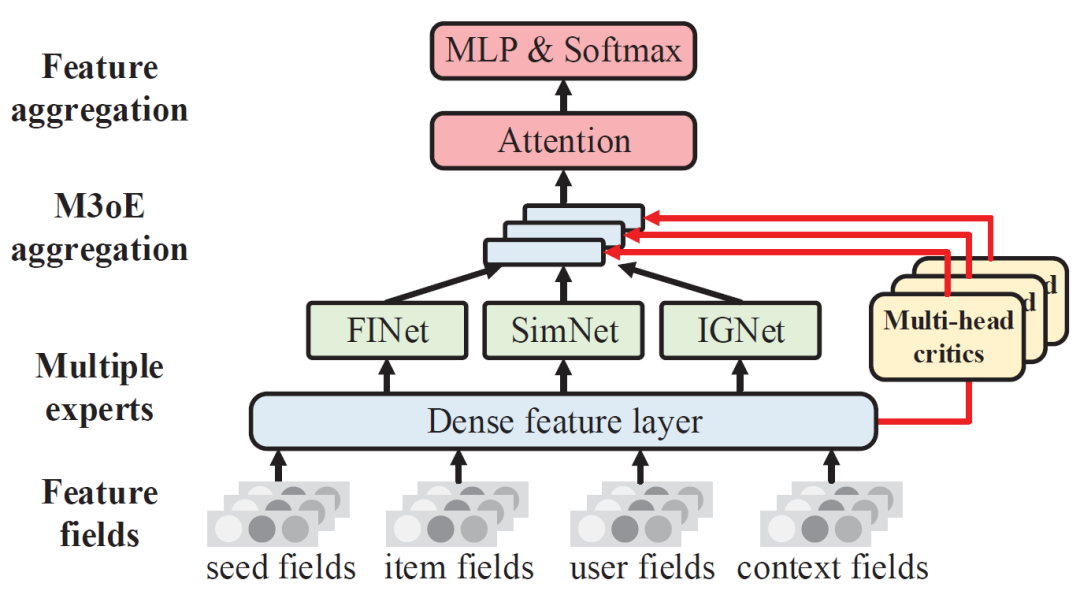 Feature
aggregation
MLP & Softmax
Attention
M3oE
aggregation
Multiple
experts
FINet
SimNet
IGNet
Multi-head
critics
d
d
Dense feature layer
Feature
fields
seed fields
item fields
user fields
context fields